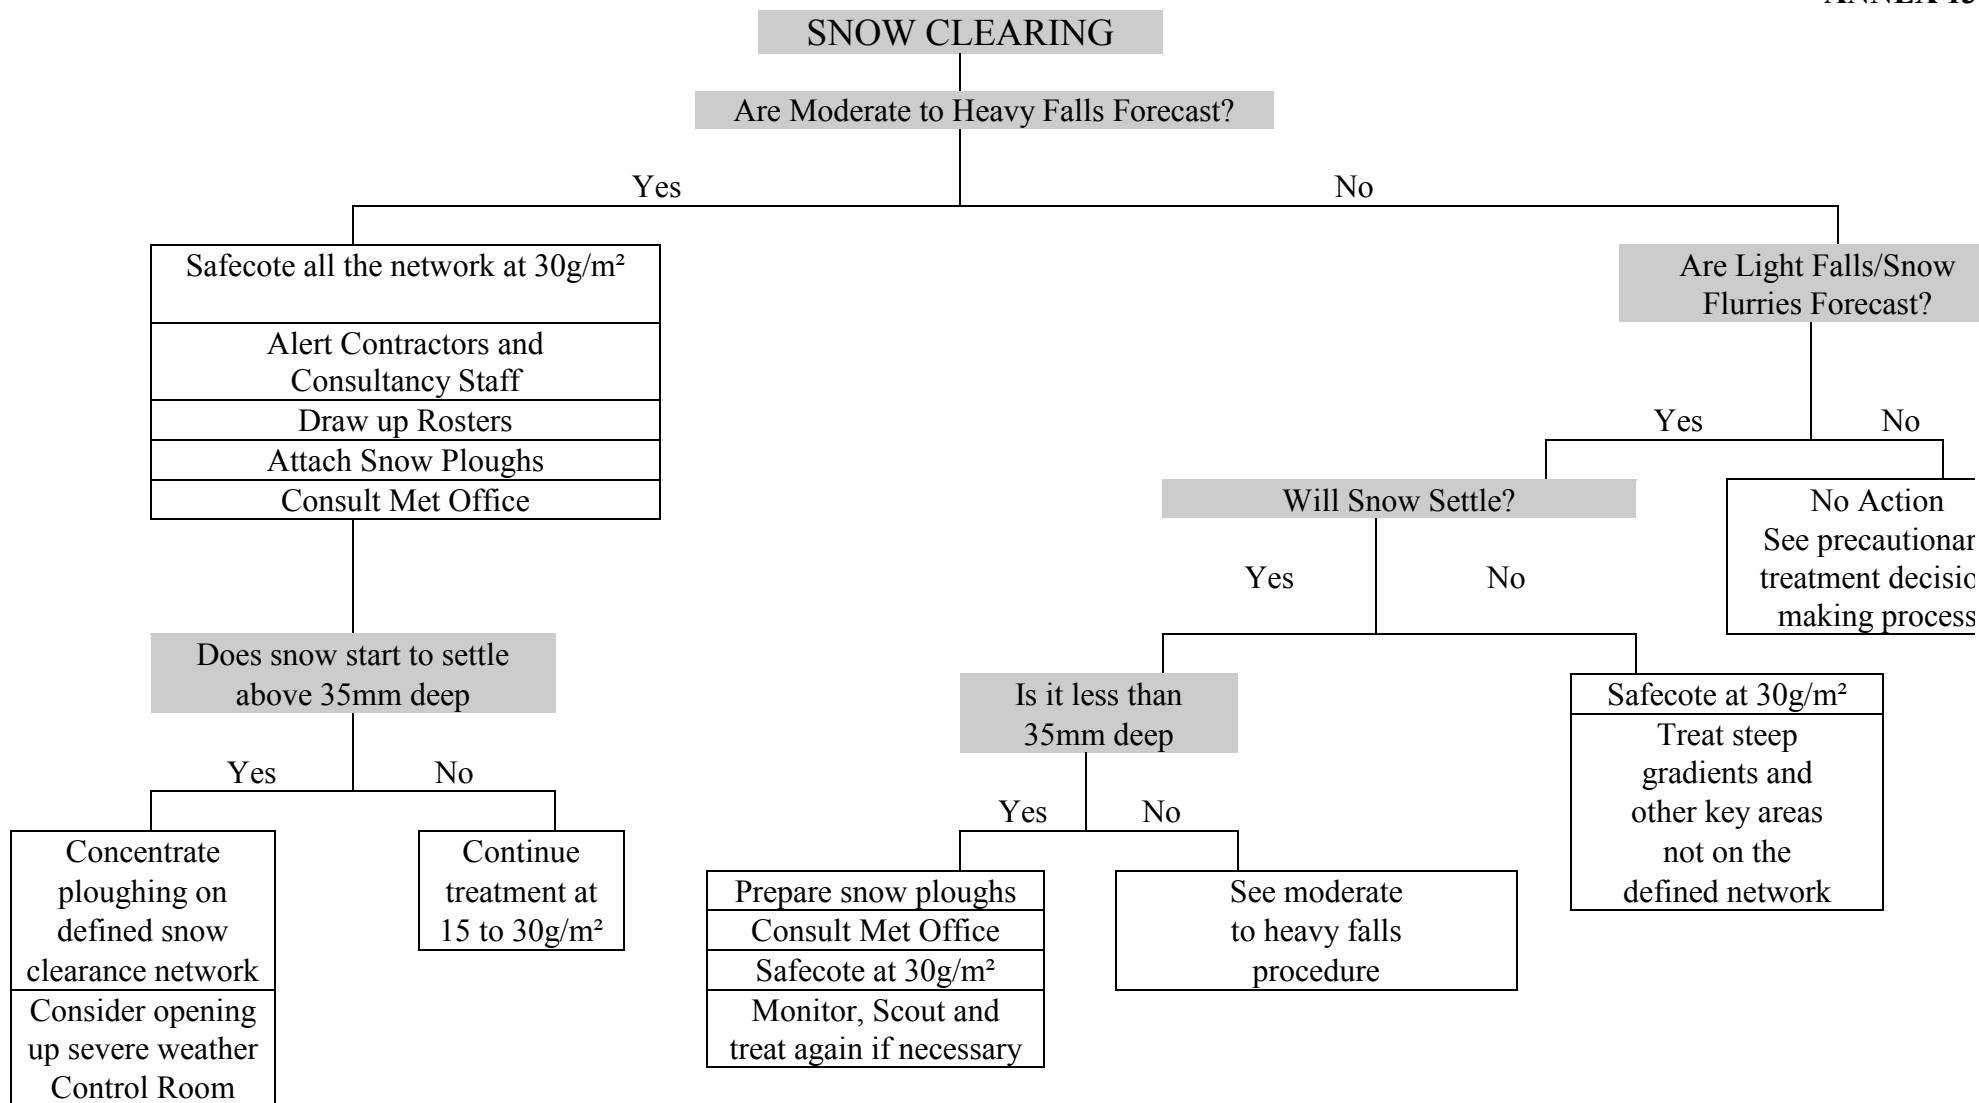 SNOW CLEARING
Are Moderate to Heavy Falls Forecast?
Yes
No
Safecote all the network at 30g/m²
Alert Contractors and
Consultancy Staff
Draw up Rosters
Attach Snow Ploughs
Consult Met Office
Does snow start to settle
above 35mm deep
Yes
No
Concentrate
ploughing on
defined snow
clearance network
Consider opening
up severe weather
Control Room
Continue
treatment at
15 to 30g/m²
Are Light Falls/Snow
Flurries Forecast?
Yes
No
Will Snow Settle?
Yes
No
Is it less than
35mm deep
Yes
No
Prepare snow ploughs
Consult Met Office
Safecote at 30g/m²
Monitor, Scout and
treat again if necessary
See moderate
to heavy falls
procedure
Safecote at 30g/m²
Treat steep
gradients and
other key areas
not on the
defined network
No Action
See precautionar
treatment decisio
making process